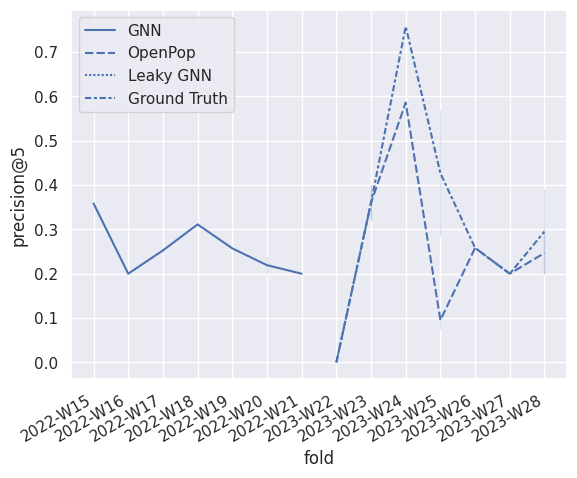 GNN
OpenPop
Leaky GNN
Ground Truth
precision@5
0.7
0.6
0.5
0.4
0.3
0.2
0.1
0.0
2022-W15
2022-W16
2022-W17
2022-W18
2022-W19
2022-W20
2022-W21
2023-W22
2023-W23
2023-W24
2023-W25
2023-W26
2023-W27
2023-W28
fold